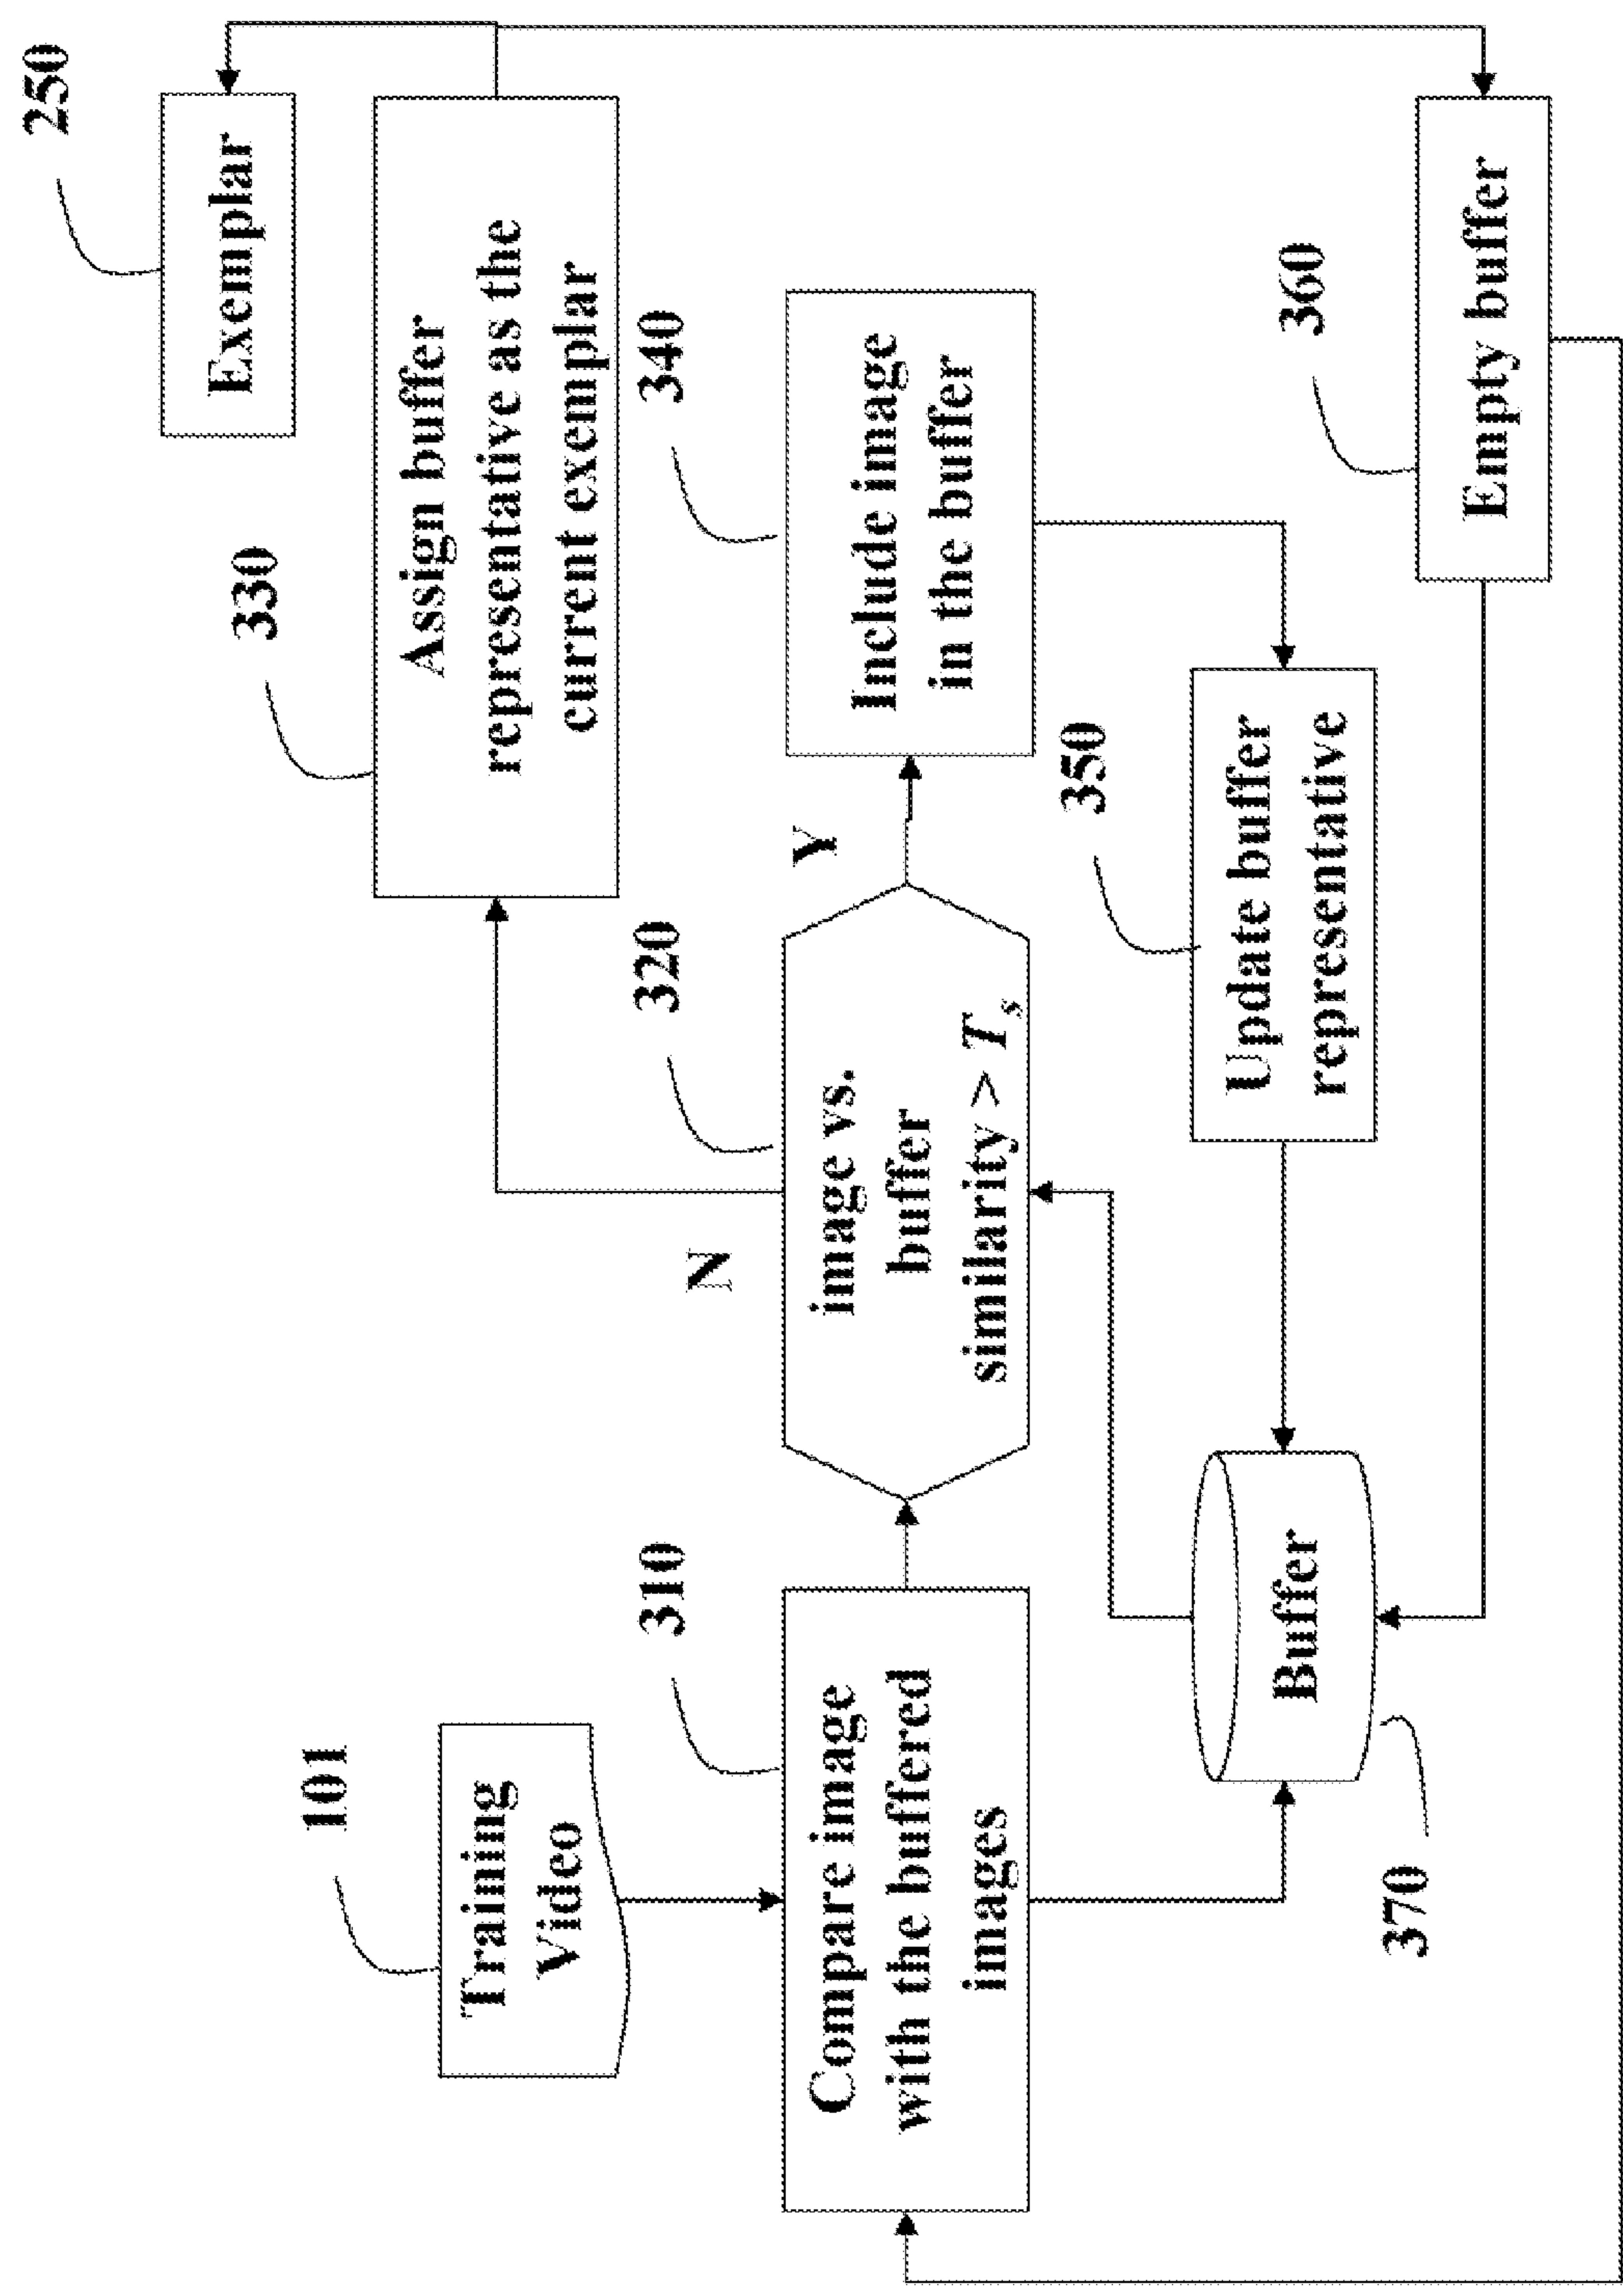 101
Training
Video
310
Compare image
with the buffered
images
320
image vs.
buffer
similarity > Ts
N
Y
330
Assign buffer
representative as the
current exemplar
250
Exemplar
340
Include image
in the buffer
350
Update buffer
representative
360
Empty buffer
Buffer
370